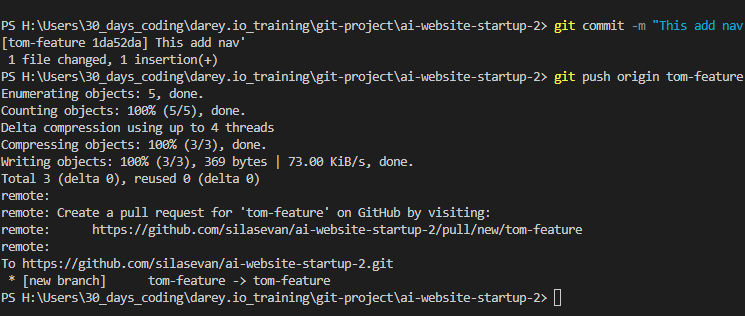 PS H:\Users\30_days_coding\darey.io_training\git-project\ai-website-startup-2> git commit -m "This add nav
[tom-feature 1da52da] This add nav'
1 file changed, 1 insertion(+)
PS H:\Users\30_days_coding\darey.io_training\git-project\ai-website-startup-2> git push origin tom-feature
Enumerating objects: 5, done.
Counting objects: 100% (5/5), done.
Delta compression using up to 4 threads
Compressing objects: 100% (3/3), done.
Writing objects: 100% (3/3), 369 bytes | 73.00 KiB/s, done.
Total 3 (delta 0), reused 0 (delta 0)
remote:
remote: Create a pull request for 'tom-feature' on GitHub by visiting:
remote:      https://github.com/silasevan/ai-website-startup-2/pull/new/tom-feature
remote:
To https://github.com/silasevan/ai-website-startup-2.git
* [new branch]      tom-feature -> tom-feature
PS H:\Users\30_days_coding\darey.io_training\git-project\ai-website-startup-2>